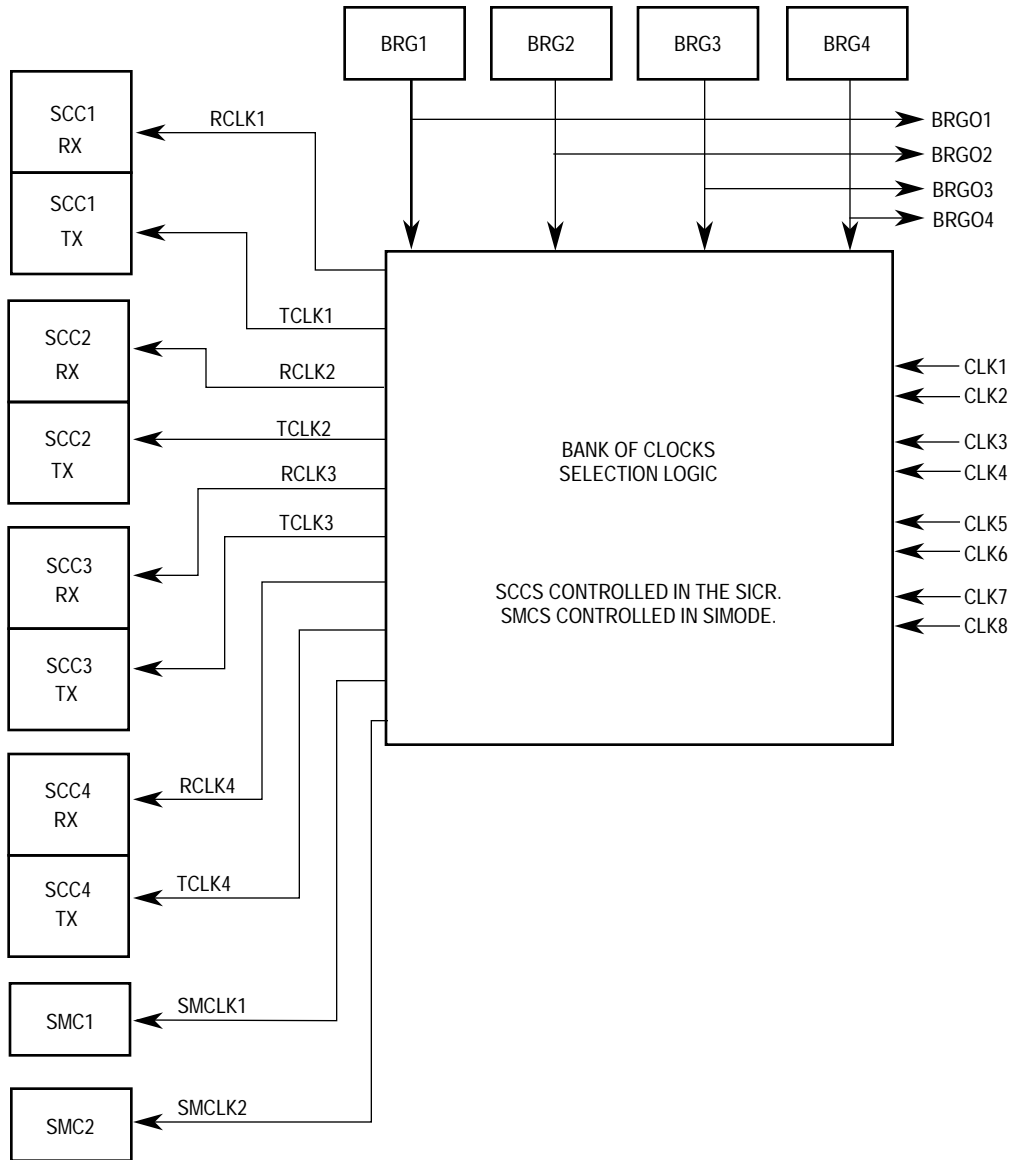 BRG1
BRG2
BRG3
BRG4
BRGO1
BRGO2
BRGO3
BRGO4
SCC1
RX
RCLK1
SCC1
TX
TCLK1
SCC2
RX
RCLK2
SCC2
TX
TCLK2
RCLK3
TCLK3
SCC3
RX
SCC3
TX
SCC4
RX
RCLK4
SCC4
TX
TCLK4
SMC1
SMCLK1
SMC2
SMCLK2
BANK OF CLOCKS
SELECTION LOGIC
SCCS CONTROLLED IN THE SICR.
SMCS CONTROLLED IN SIMODE.
CLK1
CLK2
CLK3
CLK4
CLK5
CLK6
CLK7
CLK8